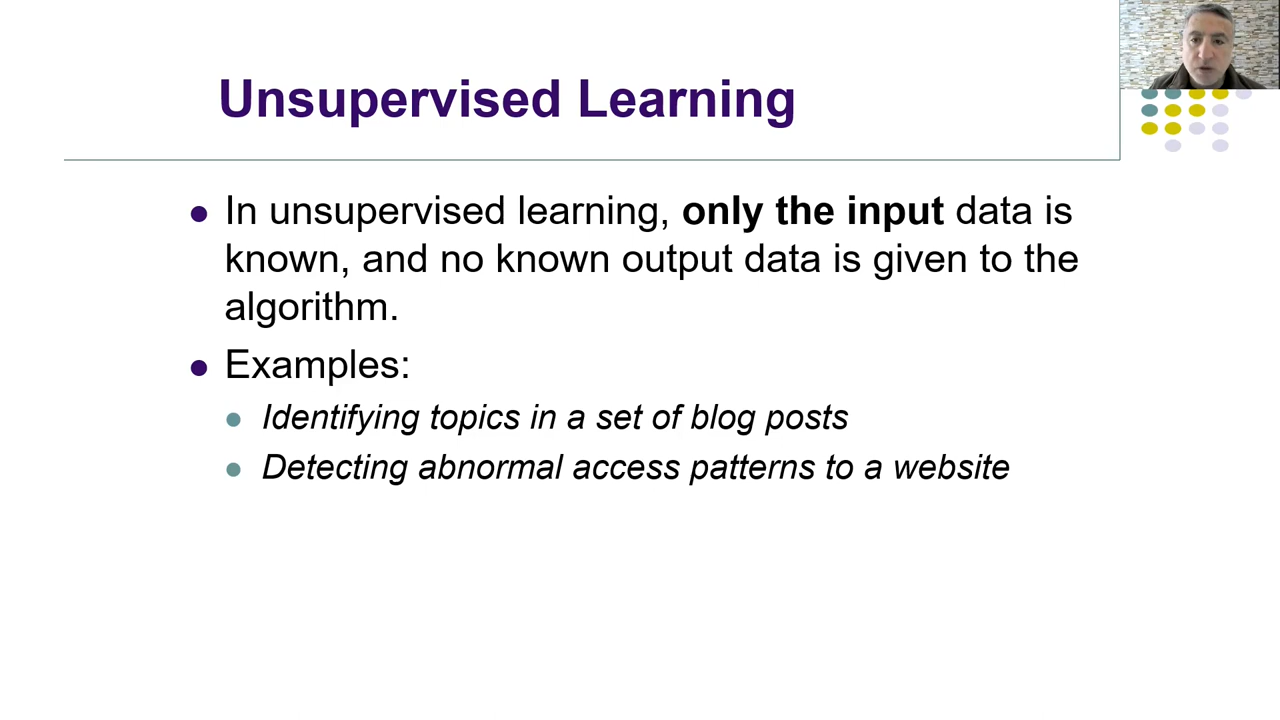 Unsupervised Learning
In unsupervised learning, only the input data is
known, and no known output data is given to the
algorithm.
Examples:
Identifying topics in a set of blog posts
Detecting abnormal access patterns to a website